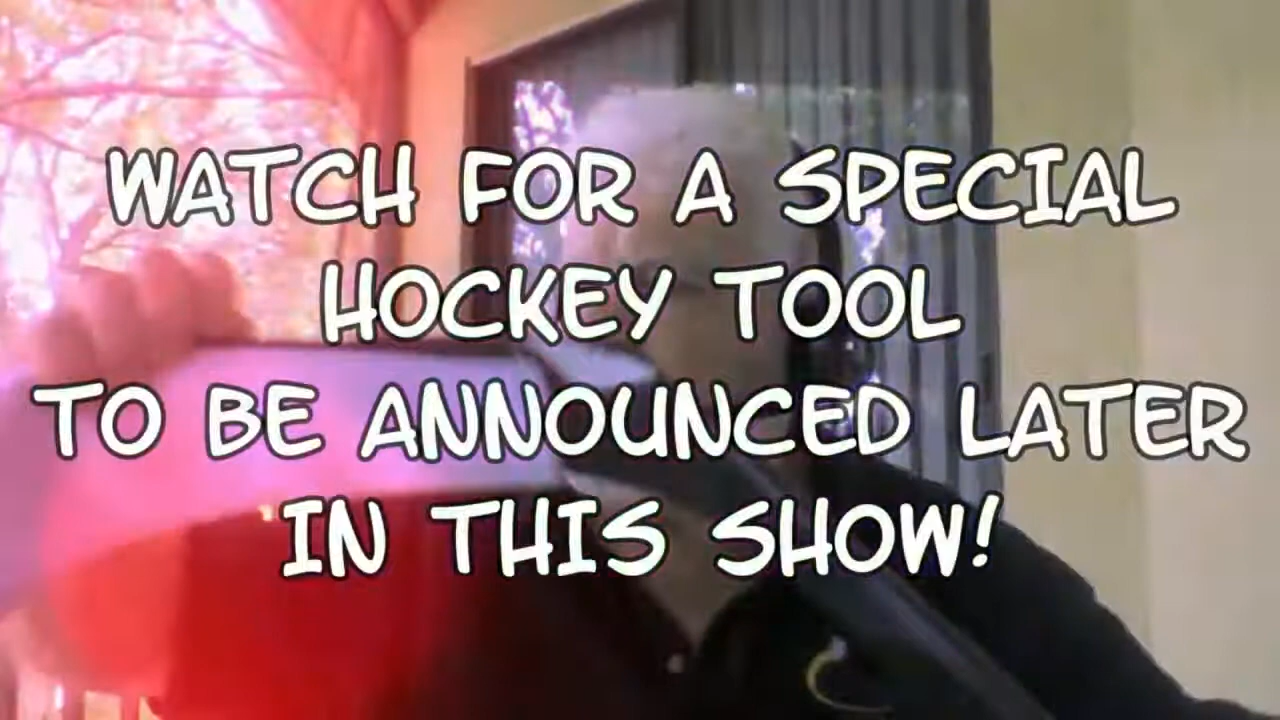 WATCH FOR A SPECIAL
HOCKEY TOOL
TO BE ANNOUNCED LATER
IN THIS SHOW!